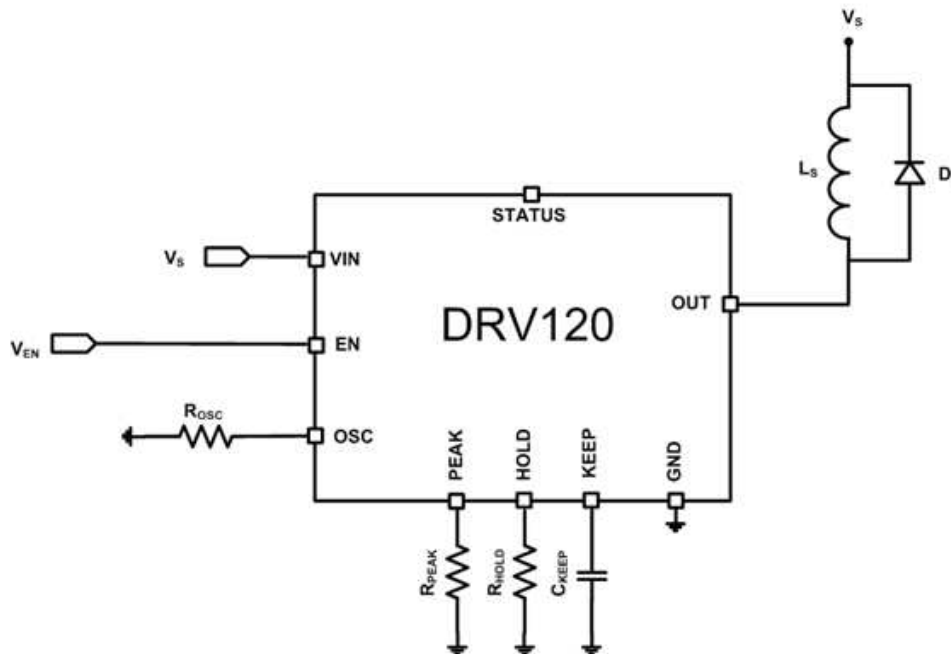 Vs
Ls
D
STATUS
Vs
VIN
OUT
DRV120
VEN
EN
ROSC
OSC
PEAK
HOLD
KEEP
GND
RPEAK
RHOLD
CKEEP